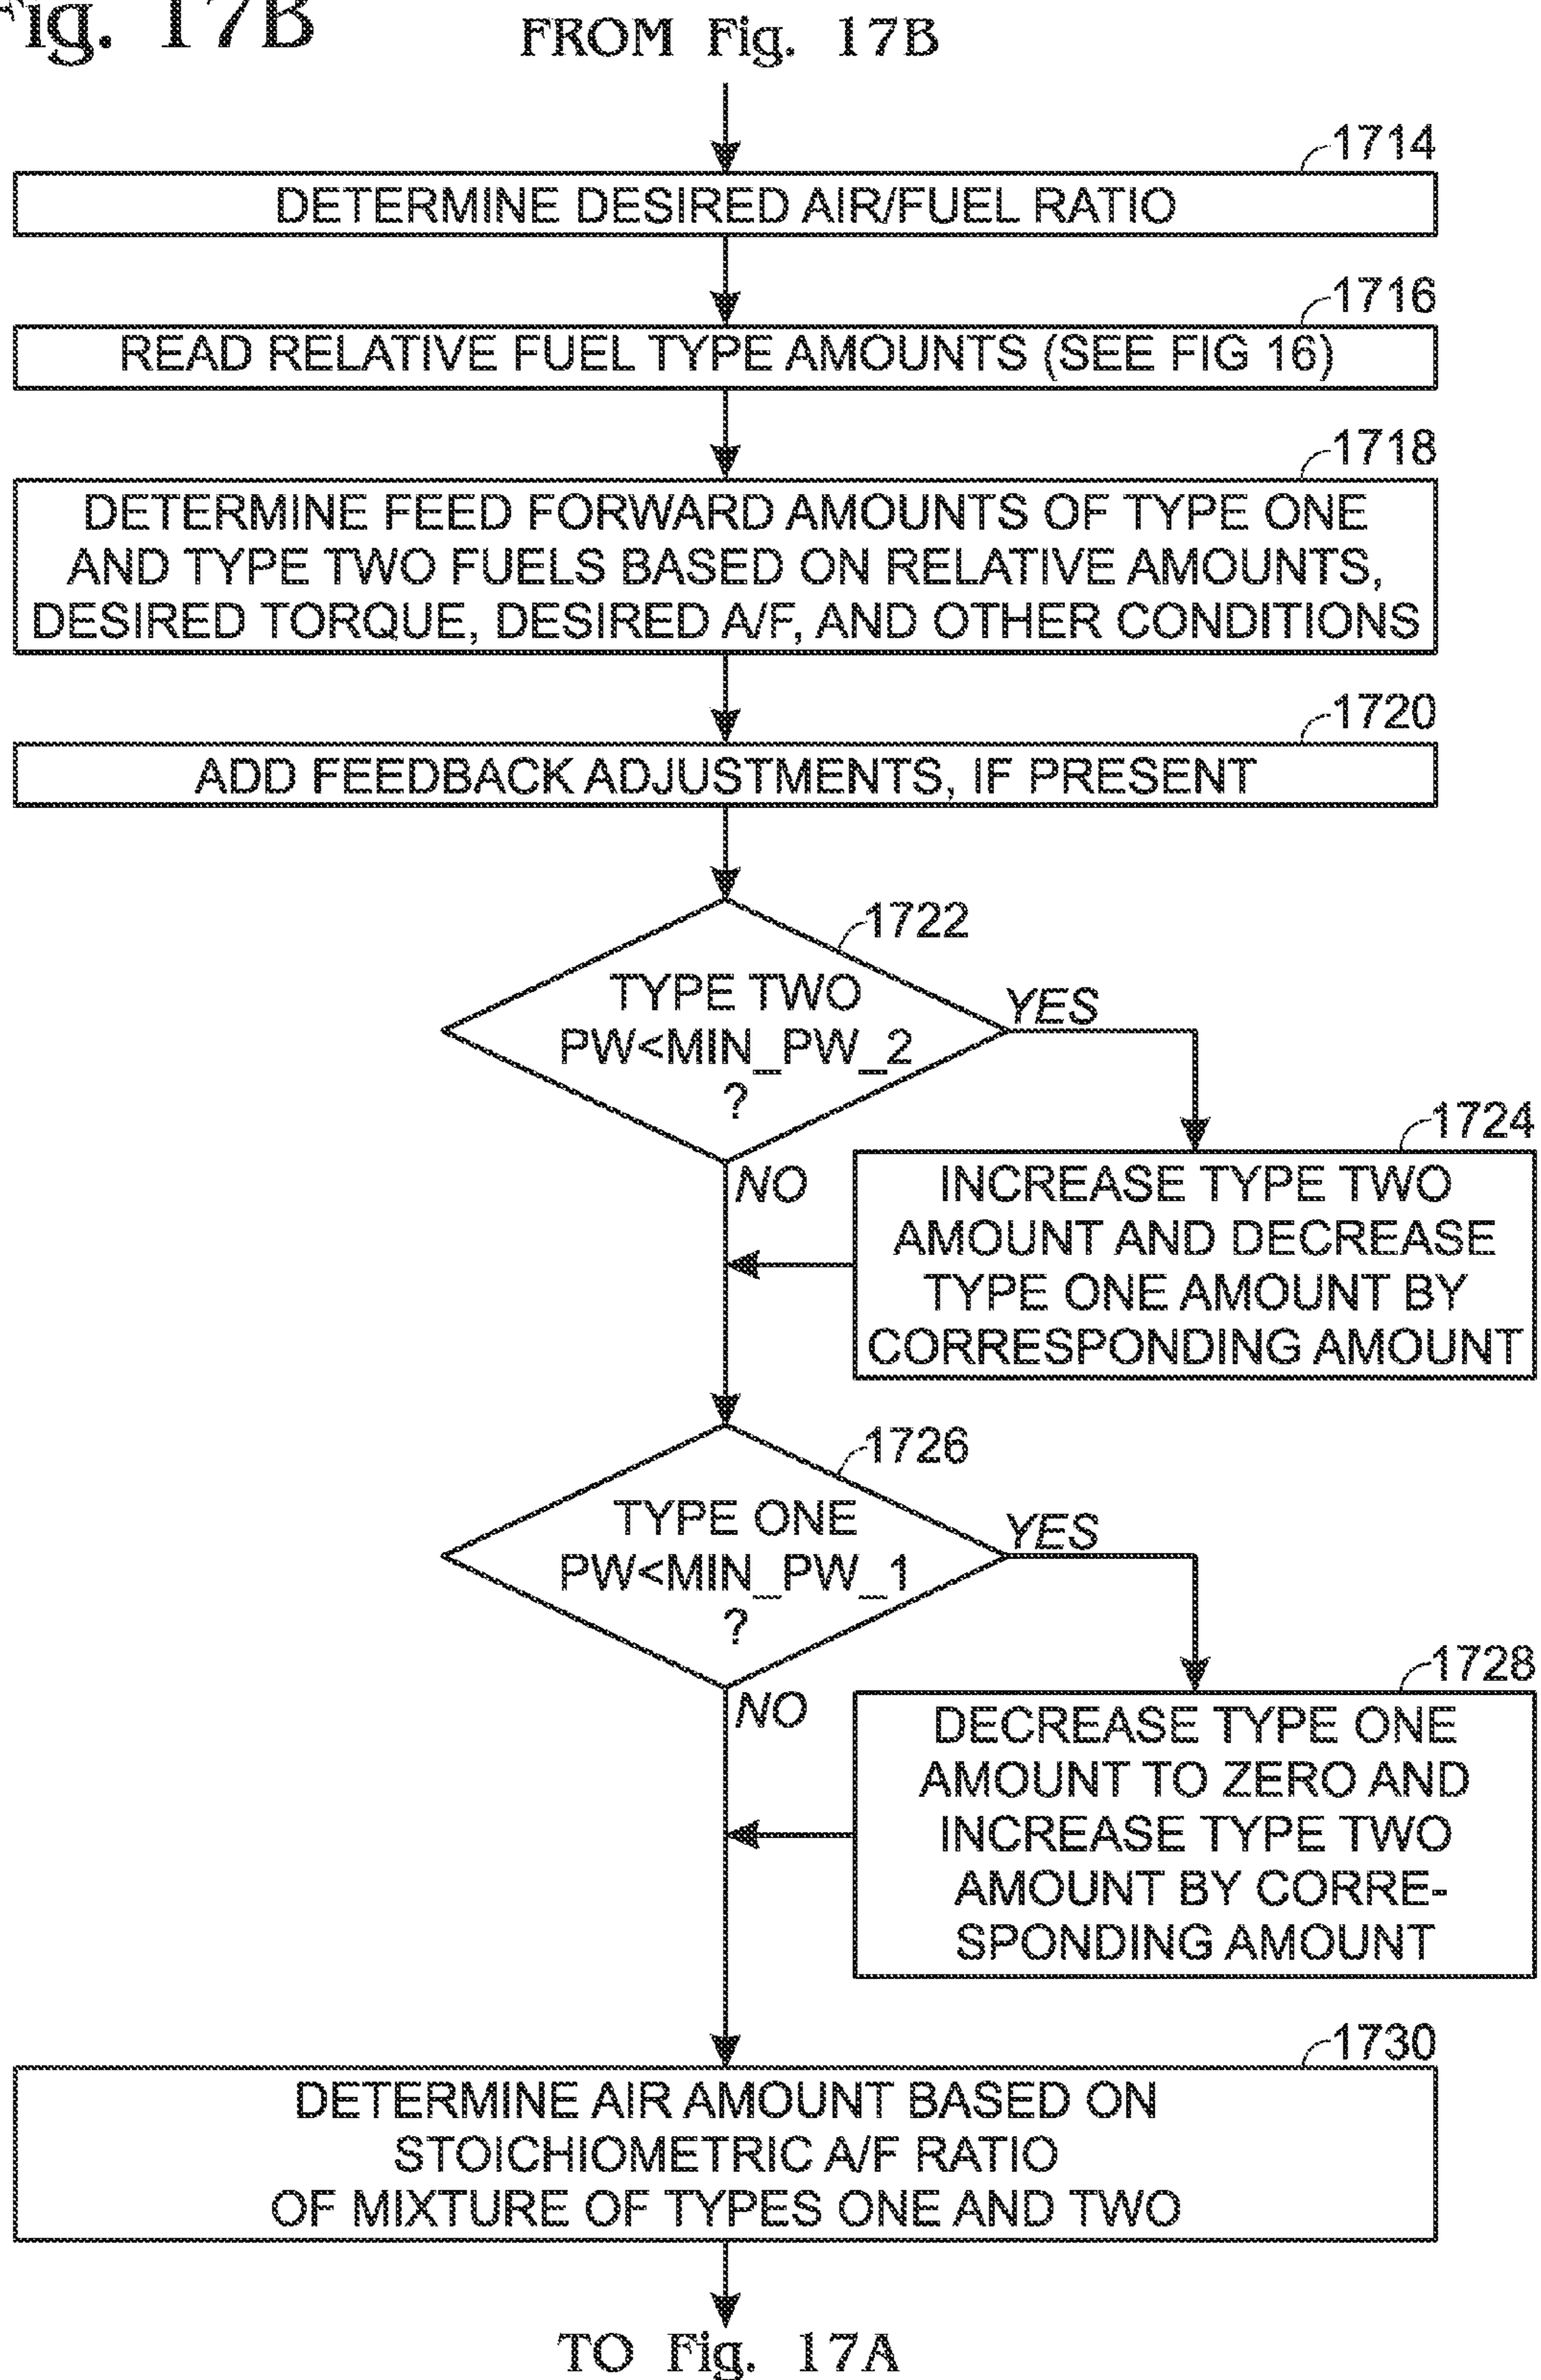 Fig. 17B
FROM Fig. 17B
1714
DETERMINE DESIRED AIR/FUEL RATIO
1716
READ RELATIVE FUEL TYPE AMOUNTS (SEE FIG 16)
1718
DETERMINE FEED FORWARD AMOUNTS OF TYPE ONE
AND TYPE TWO FUELS BASED ON RELATIVE AMOUNTS,
DESIRED TORQUE, DESIRED A/F, AND OTHER CONDITIONS
1720
ADD FEEDBACK ADJUSTMENTS, IF PRESENT
1722
TYPE TWO
PW<MIN_PW_2
?
YES
NO
1724
INCREASE TYPE TWO
AMOUNT AND DECREASE
TYPE ONE AMOUNT BY
CORRESPONDING AMOUNT
1726
TYPE ONE
PW<MIN_PW_1
?
YES
NO
1728
DECREASE TYPE ONE
AMOUNT TO ZERO AND
INCREASE TYPE TWO
AMOUNT BY CORRE-
SPONDING AMOUNT
1730
DETERMINE AIR AMOUNT BASED ON
STOICHIOMETRIC A/F RATIO
OF MIXTURE OF TYPES ONE AND TWO
TO Fig. 17A